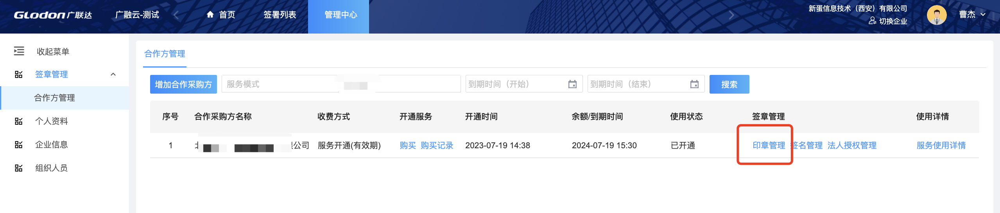 GLodon广联达 广融云-测试 首页 签署列表 管理中心
新蛋信息技术（西安）有限公司
切换企业
曹杰
收起菜单
签章管理
合作方管理
个人资料
企业信息
组织人员
合作方管理
增加合作采购方 服务模式 到期时间（开始） 到期时间（结束） 搜索
序号 合作采购方名称 收费方式 开通服务 开通时间 余额/到期时间 使用状态 签章管理 使用详情
1 公司 服务开通(有效期) 购买 购买记录 2023-07-19 14:38 2024-07-19 15:30 已开通 印章管理 签名管理 法人授权管理 服务使用详情